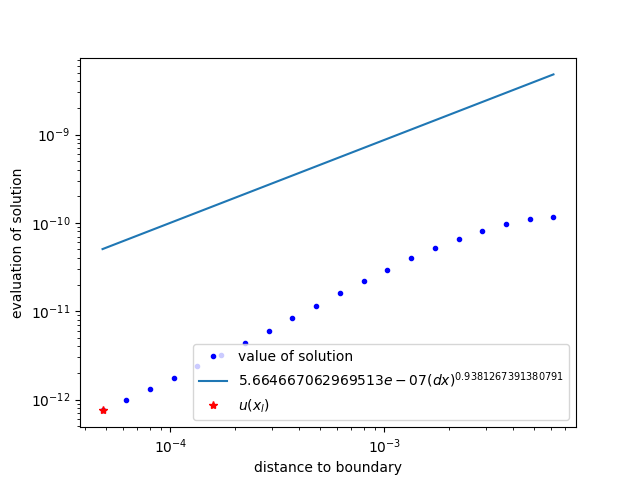 10⁻⁹
10⁻¹⁰
10⁻¹¹
10⁻¹²
evaluation of solution
value of solution
5.664667062969513e − 07(dx)^0.9381267391380791
u(x_l)
10⁻⁴
10⁻³
distance to boundary